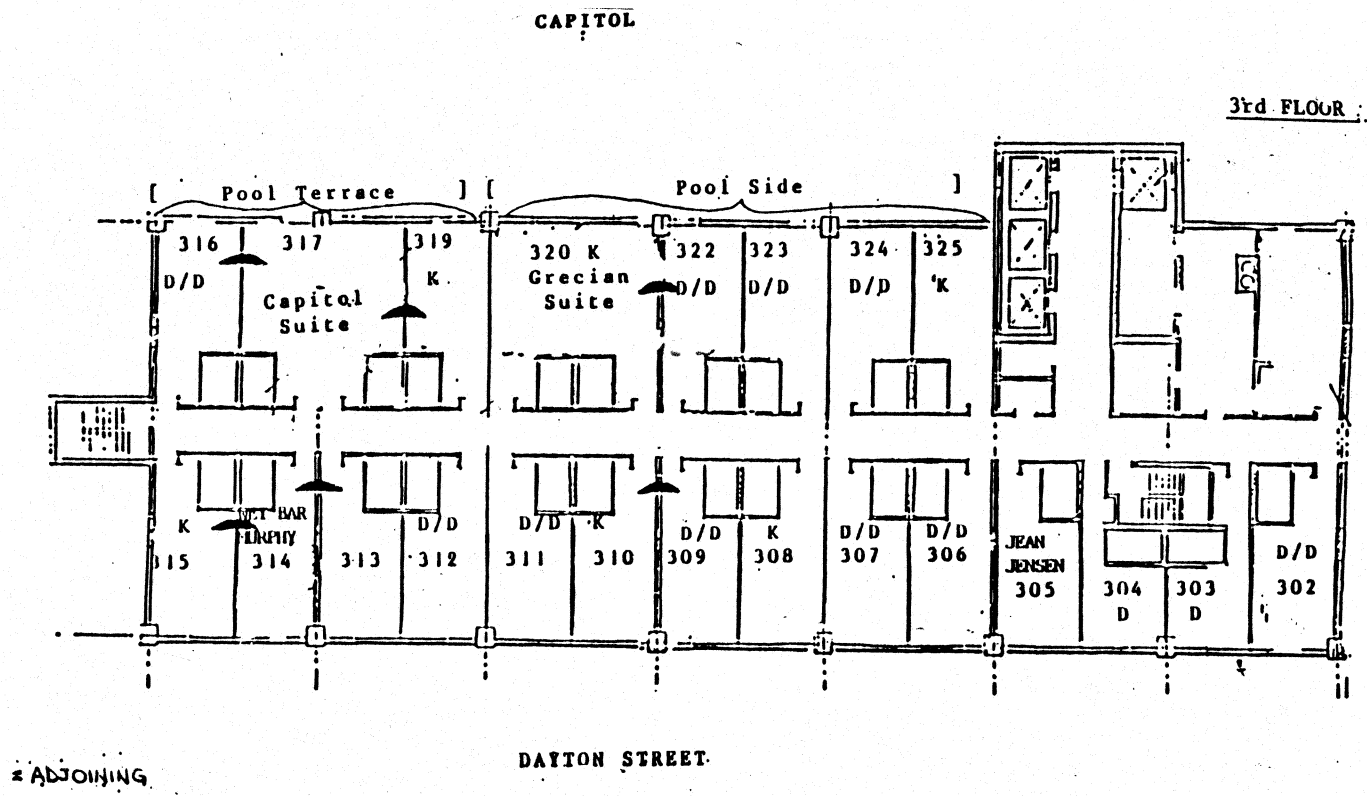 CAPITOL
3rd FLOOR
[ Pool Terrace ] [ Pool Side ]
316 317 319 320 K 322 323 324 325
D/D K Grecian D/D D/D D/D K
Capitol Suite
Suite
K WET BAR D/D D/D K D/D K D/D D/D JEAN D/D
MURPHY JENSEN
315 314 313 312 311 310 309 308 307 306 305 304 303 302
D D
DAYTON STREET
= ADJOINING